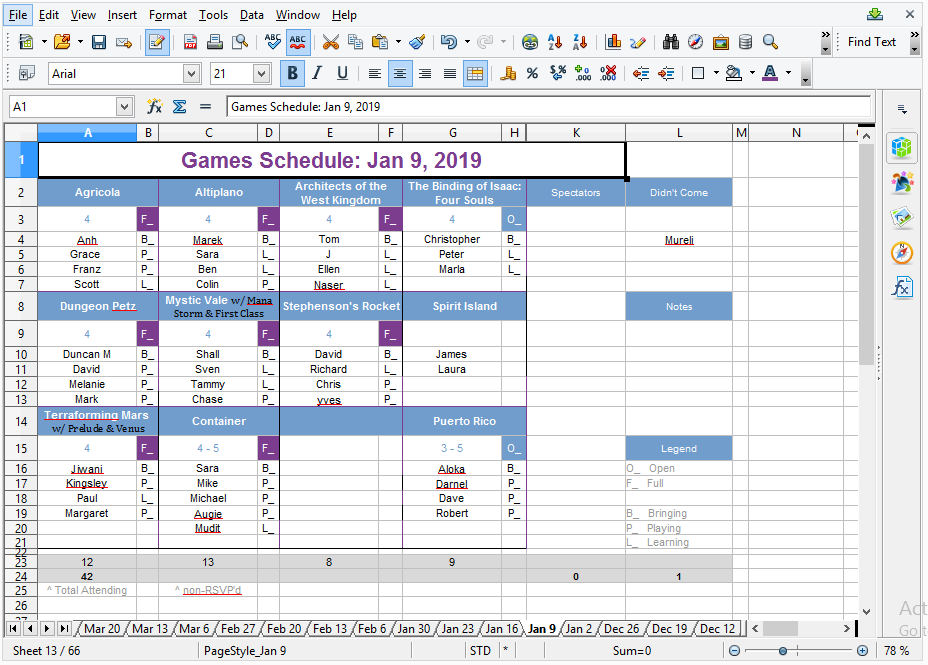 File Edit View Insert Format Tools Data Window Help
Find Text
Arial 21
A1 Games Schedule: Jan 9, 2019
A B C D E F G H K L M N
1 Games Schedule: Jan 9, 2019
2 Agricola Altiplano Architects of the West Kingdom The Binding of Isaac: Four Souls Spectators Didn't Come
3 4 F_ 4 F_ 4 F_ 4 O_
4 Anh B_ Marek B_ Tom B_ Christopher B_ Mureli
5 Grace P_ Sara L_ J L_ Peter L_
6 Franz P_ Ben L_ Ellen L_ Marla L_
7 Scott L_ Colin P_ Naser L_
8 Dungeon Petz Mystic Vale w/ Mana Storm & First Class Stephenson's Rocket Spirit Island Notes
9 4 F_ 4 F_ 4 F_
10 Duncan M B_ Shall B_ David B_ James
11 David P_ Sven L_ Richard L_ Laura
12 Melanie P_ Tammy L_ Chris P_
13 Mark P_ Chase P_ yves P_
14 Terraforming Mars w/ Prelude & Venus Container Puerto Rico
15 4 F_ 4 - 5 F_ 3 - 5 O_ Legend
16 Jiwani B_ Sara B_ Aloka B_ O_ Open
17 Kingsley P_ Mike P_ Darnel P_ F_ Full
18 Paul L_ Michael P_ Dave P_
19 Margaret P_ Augie P_ Robert P_ B_ Bringing
20 Mudit L_ P_ Playing
21 L_ Learning
22
23 12 13 8 9
24 42 0 1
25 ^ Total Attending ^ non-RSVP'd
26
Mar 20 Mar 13 Mar 6 Feb 27 Feb 20 Feb 13 Feb 6 Jan 30 Jan 23 Jan 16 Jan 9 Jan 2 Dec 26 Dec 19 Dec 12
Sheet 13 / 66 PageStyle_Jan 9 STD * Sum=0 78 %